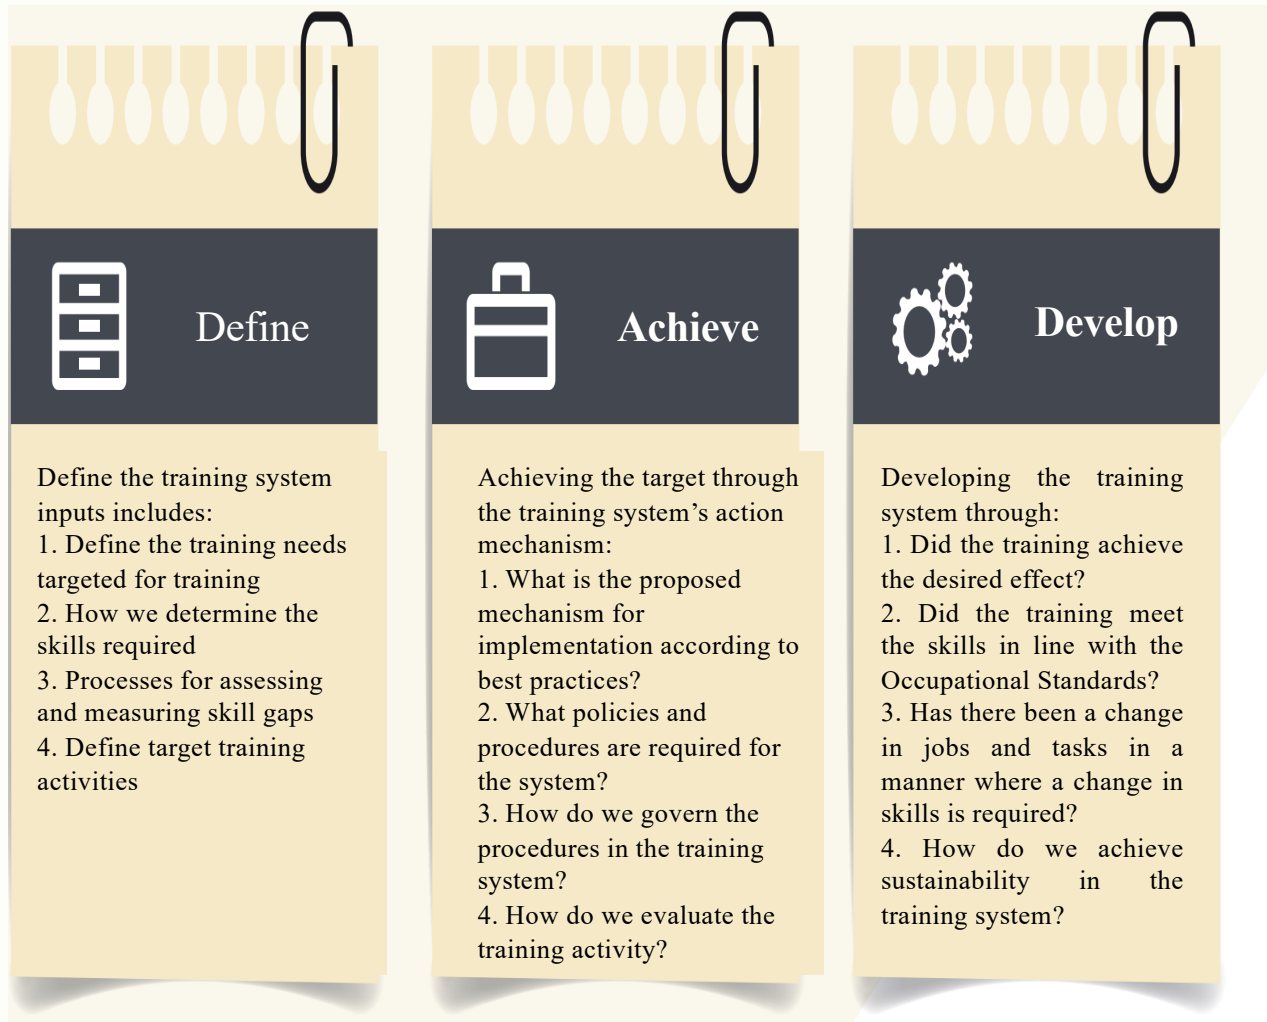 Define
Define the training system
inputs includes:
1. Define the training needs
targeted for training
2. How we determine the
skills required
3. Processes for assessing
and measuring skill gaps
4. Define target training
activities
Achieve
Achieving the target through
the training system’s action
mechanism:
1. What is the proposed
mechanism for
implementation according to
best practices?
2. What policies and
procedures are required for
the system?
3. How do we govern the
procedures in the training
system?
4. How do we evaluate the
training activity?
Develop
Developing the training
system through:
1. Did the training achieve
the desired effect?
2. Did the training meet
the skills in line with the
Occupational Standards?
3. Has there been a change
in jobs and tasks in a
manner where a change in
skills is required?
4. How do we achieve
sustainability in the
training system?